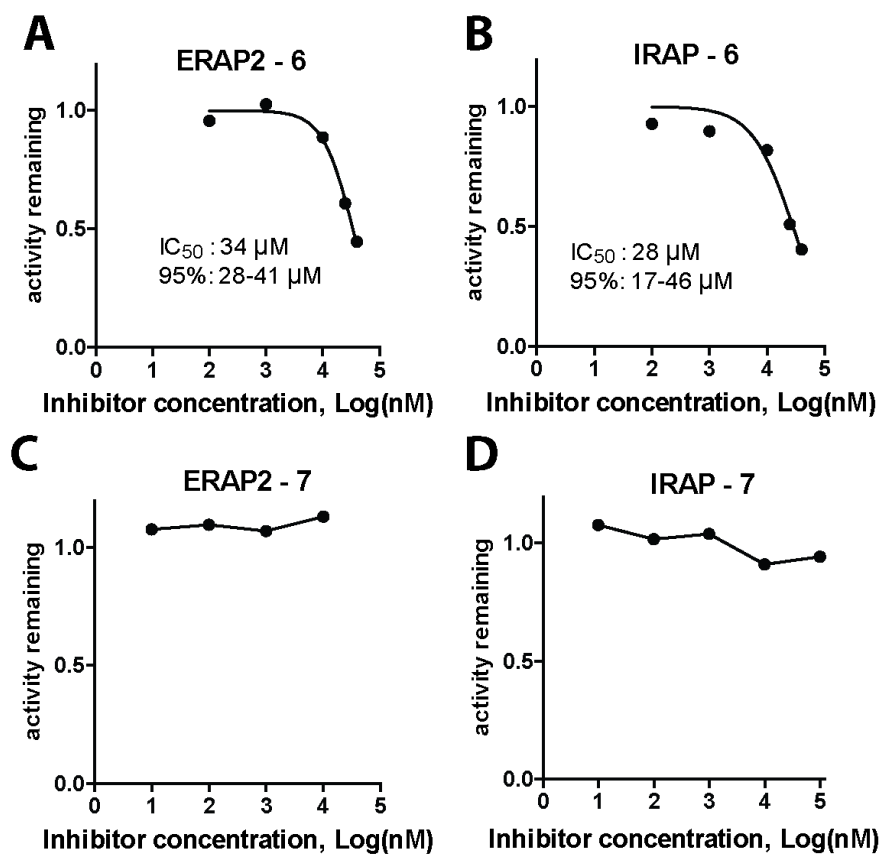 A
ERAP2 - 6
activity remaining
1.0
0.5
0.0
IC50 : 34 µM
95%: 28-41 µM
0 1 2 3 4 5
Inhibitor concentration, Log(nM)
B
IRAP - 6
activity remaining
1.0
0.5
0.0
IC50 : 28 µM
95%: 17-46 µM
0 1 2 3 4 5
Inhibitor concentration, Log(nM)
C
ERAP2 - 7
activity remaining
1.0
0.5
0.0
0 1 2 3 4 5
Inhibitor concentration, Log(nM)
D
IRAP - 7
activity remaining
1.0
0.5
0.0
0 1 2 3 4 5
Inhibitor concentration, Log(nM)